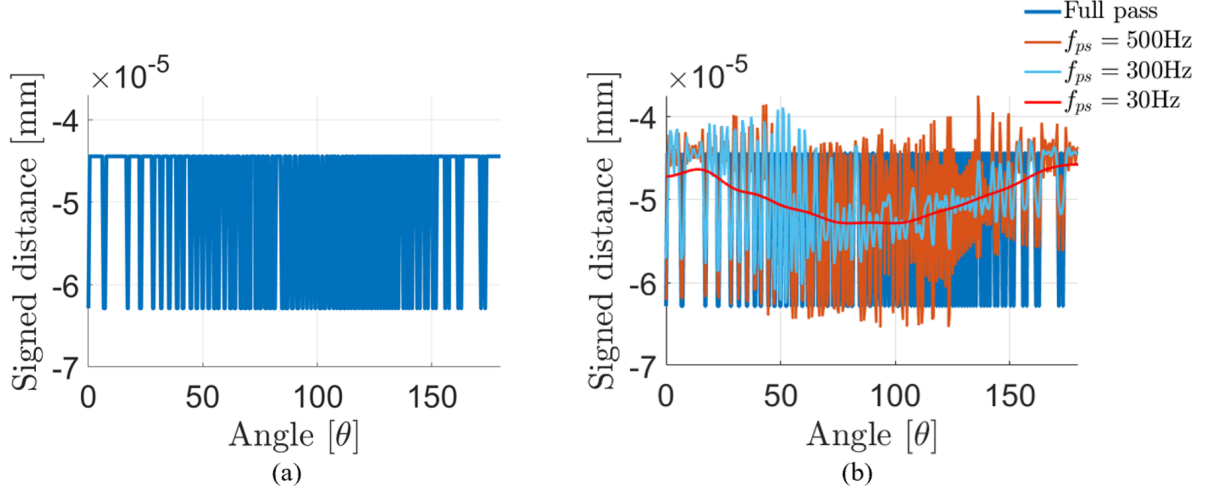 Full pass
f_ps = 500Hz
f_ps = 300Hz
f_ps = 30Hz
×10^-5
Signed distance [mm]
-4
-5
-6
-7
0 50 100 150
Angle [θ]
(a)
×10^-5
Signed distance [mm]
-4
-5
-6
-7
0 50 100 150
Angle [θ]
(b)